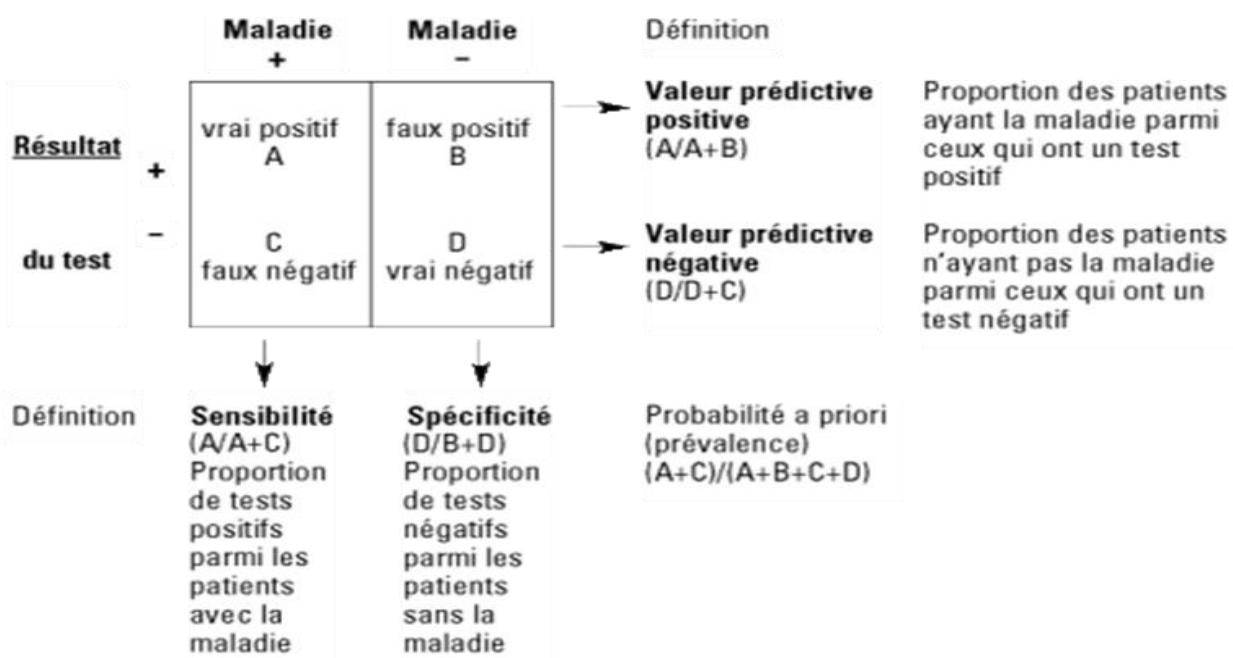 Maladie
+
Maladie
–
Définition
Résultat
du test
+
–
vrai positif
A
faux positif
B
C
faux négatif
D
vrai négatif
Valeur prédictive
positive
(A/A+B)
Proportion des patients
ayant la maladie parmi
ceux qui ont un test
positif
Valeur prédictive
négative
(D/D+C)
Proportion des patients
n'ayant pas la maladie
parmi ceux qui ont un
test négatif
Définition
Sensibilité
(A/A+C)
Proportion
de tests
positifs
parmi les
patients
avec la
maladie
Spécificité
(D/B+D)
Proportion
de tests
négatifs
parmi les
patients
sans la
maladie
Probabilité a priori
(prévalence)
(A+C)/(A+B+C+D)